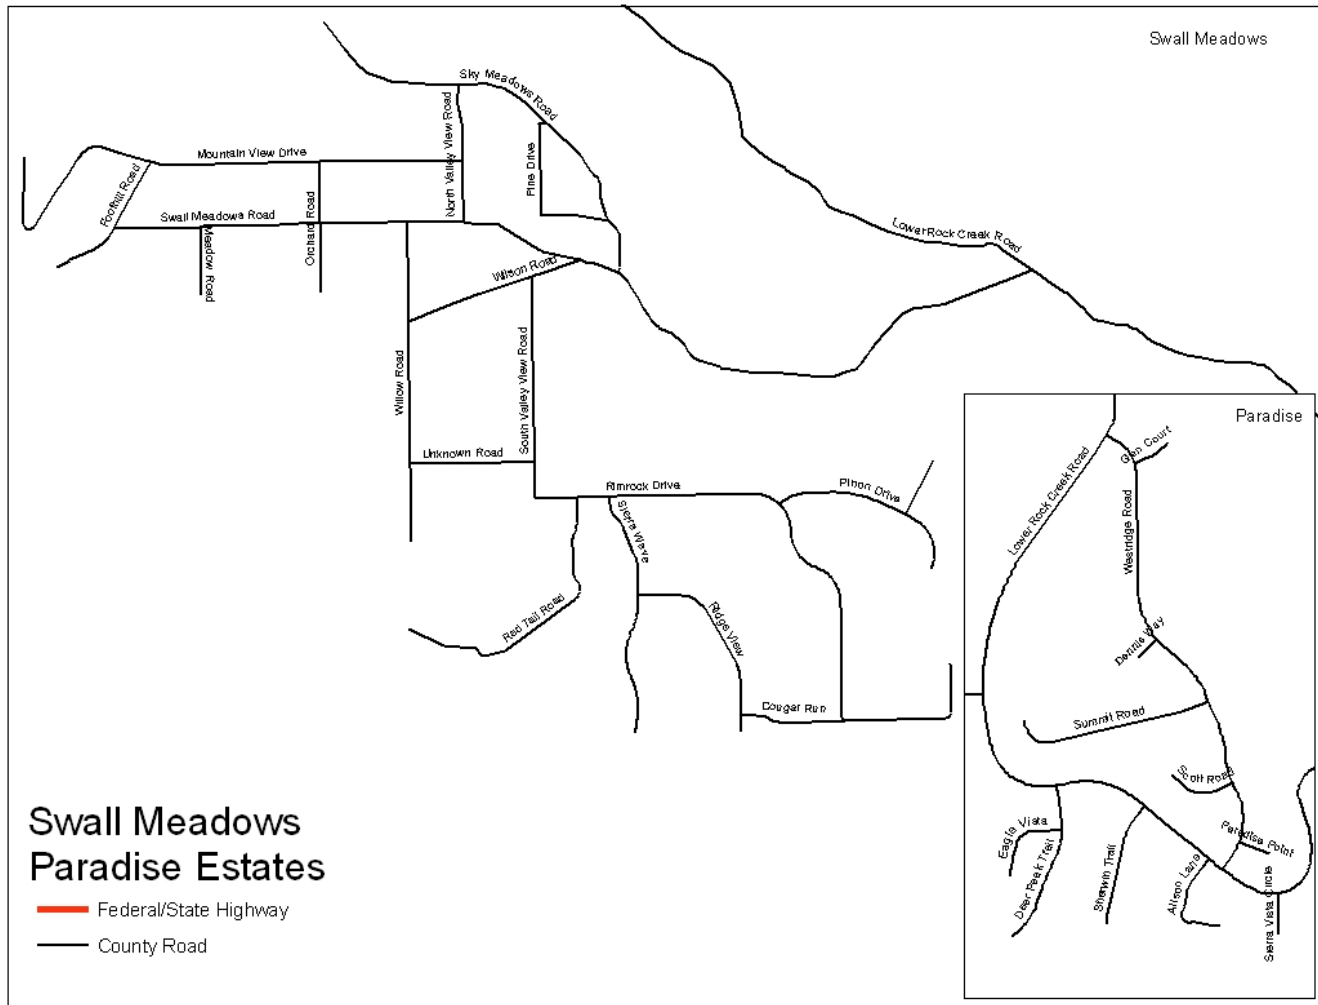 Swall Meadows
Sky Meadows Road
North Valley View Road
Pine Drive
Mountain View Drive
Foothill Road
Swall Meadows Road
Meadow Road
Orchard Road
Lower Rock Creek Road
Wilson Road
Willow Road
South Valley View Road
Unknown Road
Rimrock Drive
Pinon Drive
Sierra Wave
Red Tail Road
Ridge View
Cougar Run
Paradise
Glen Court
Lower Rock Creek Road
Westridge Road
Dennis Way
Summit Road
Scott Road
Eagle Vista
Deer Peak Trail
Sherwin Trail
Allson Lane
Paradise Point
Sierra Vista Circle
Swall Meadows
Paradise Estates
Federal/State Highway
County Road